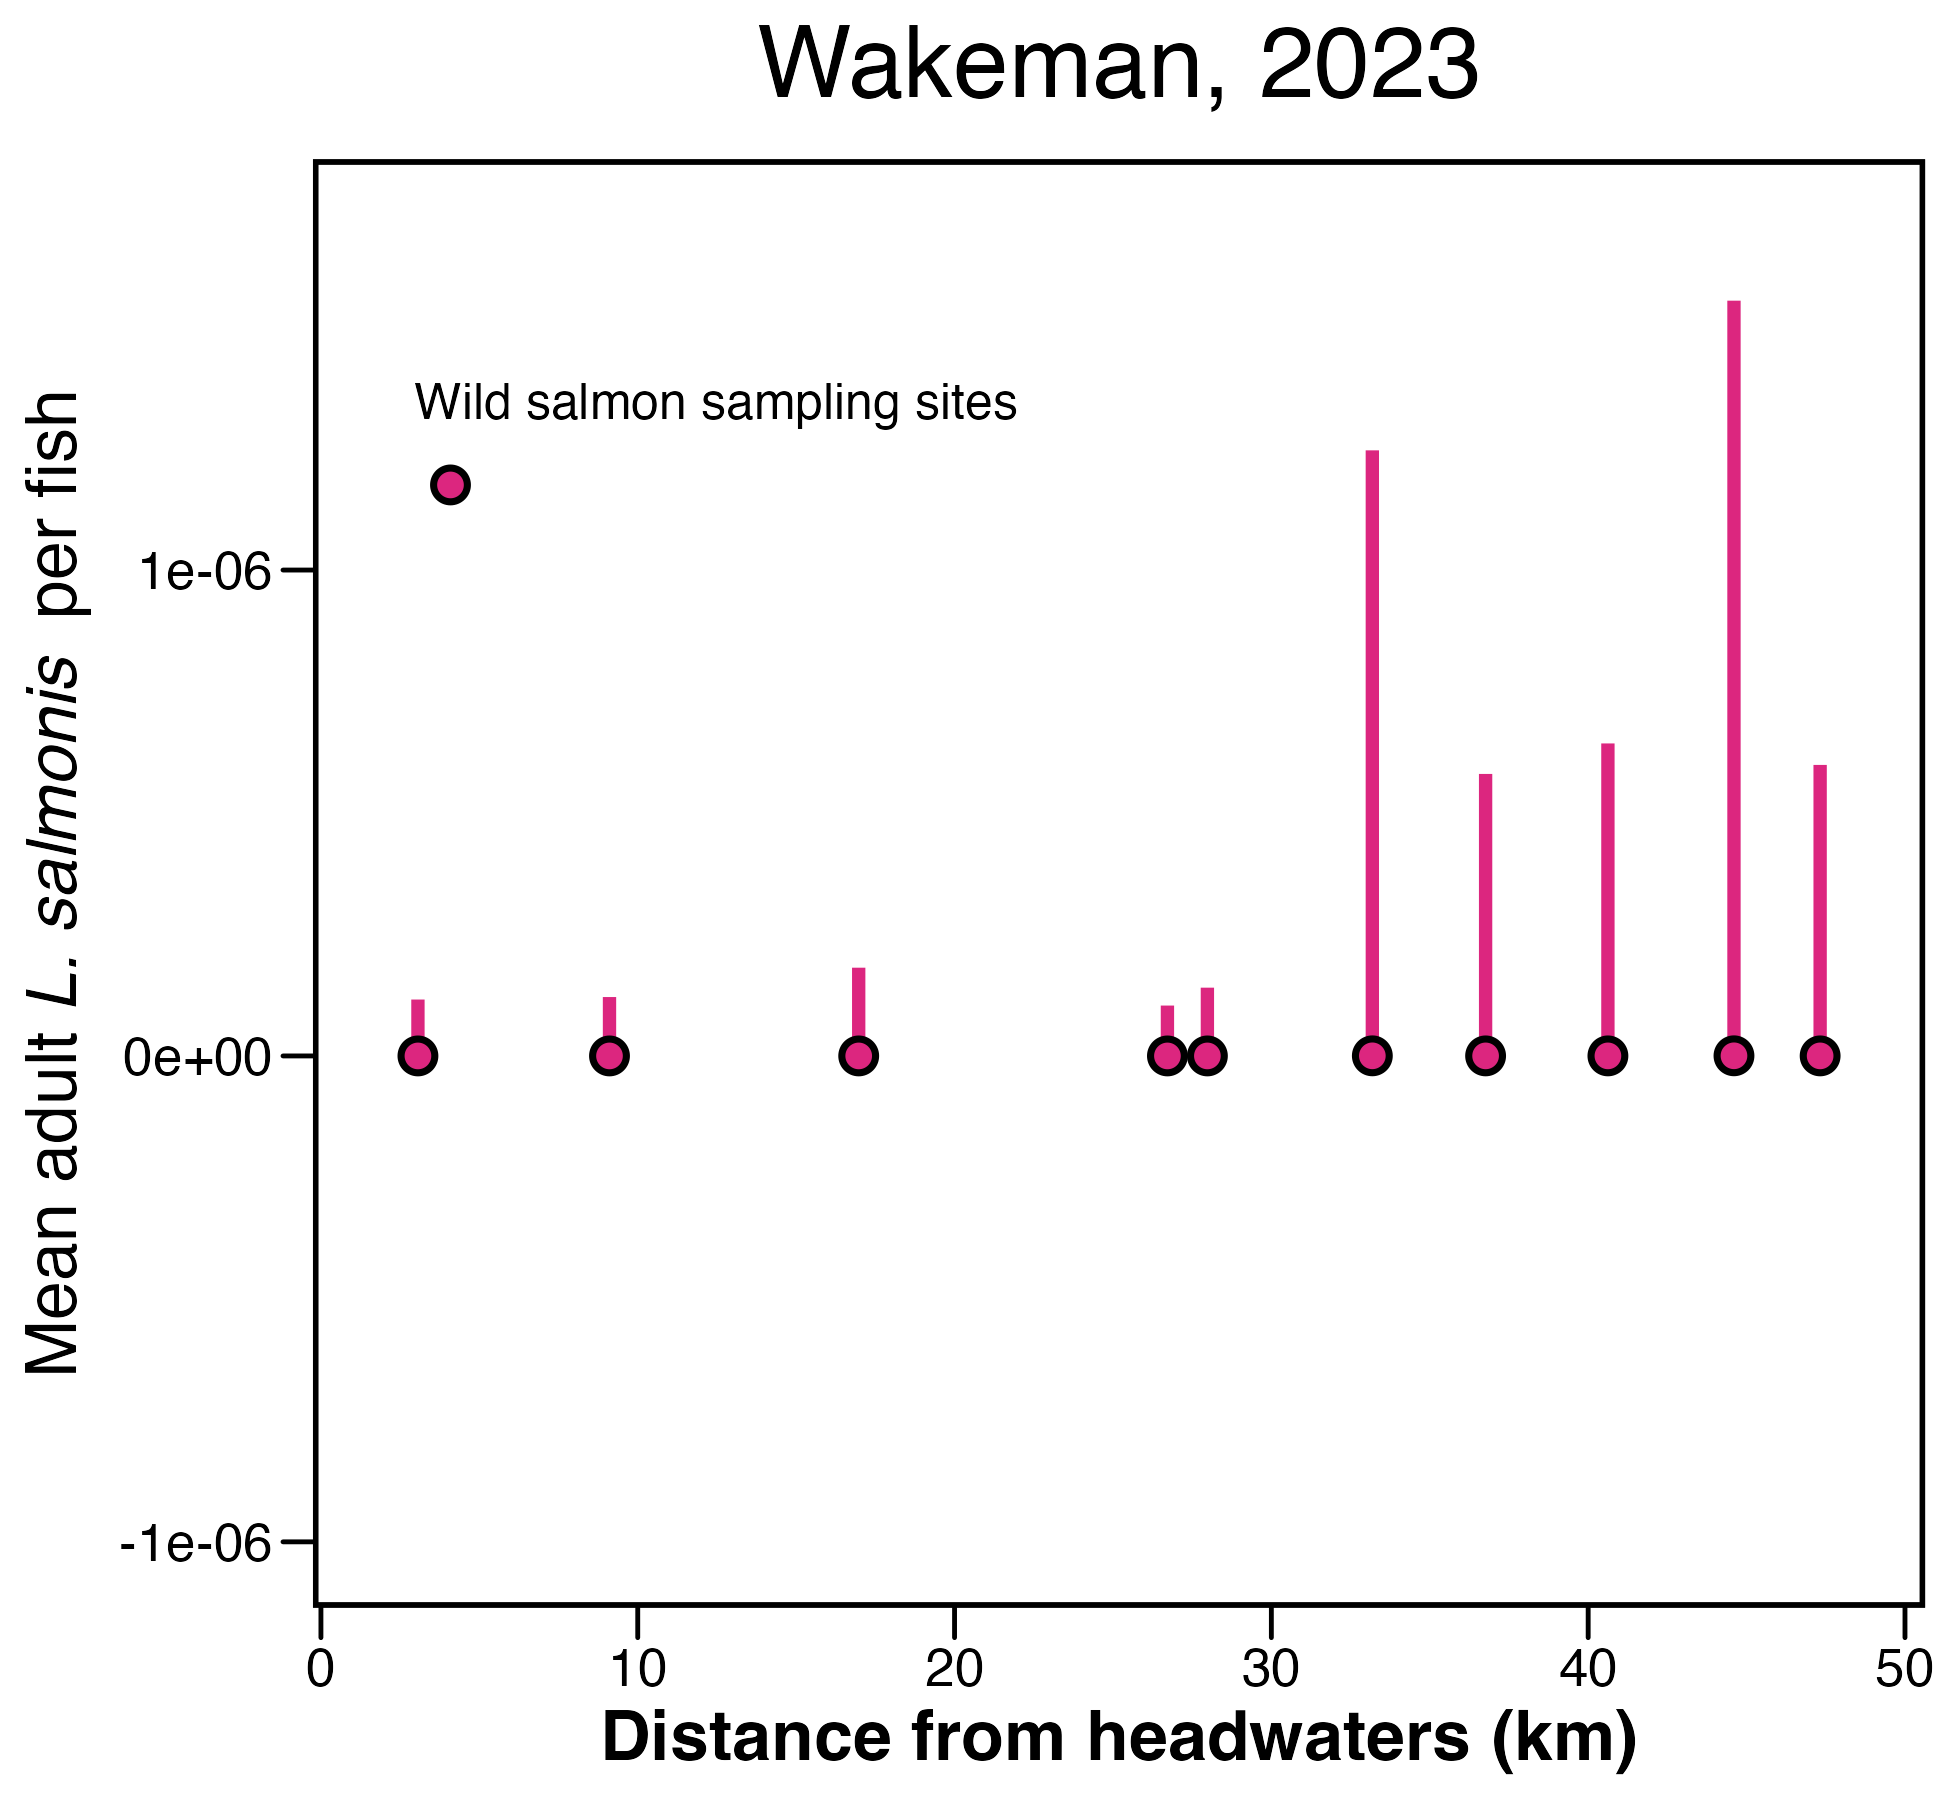 Wakeman, 2023
Mean adult L. salmonis per fish
Wild salmon sampling sites
1e-06
0e+00
-1e-06
0 10 20 30 40 50
Distance from headwaters (km)